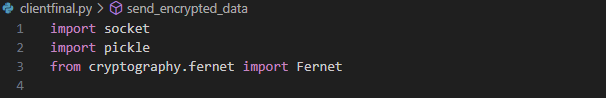 clientfinal.py > send_encrypted_data
1 import socket
2 import pickle
3 from cryptography.fernet import Fernet
4